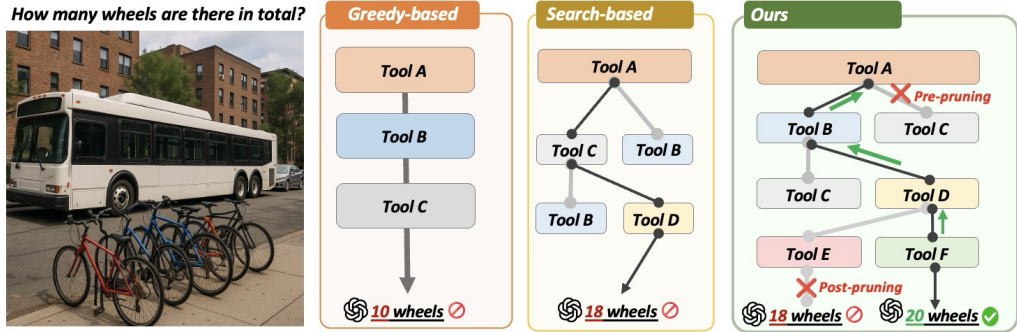 How many wheels are there in total?
Greedy-based
Tool A
Tool B
Tool C
10 wheels
Search-based
Tool A
Tool C
Tool B
Tool B
Tool D
18 wheels
Ours
Tool A
Pre-pruning
Tool B
Tool C
Tool C
Tool D
Tool E
Tool F
Post-pruning
18 wheels
20 wheels